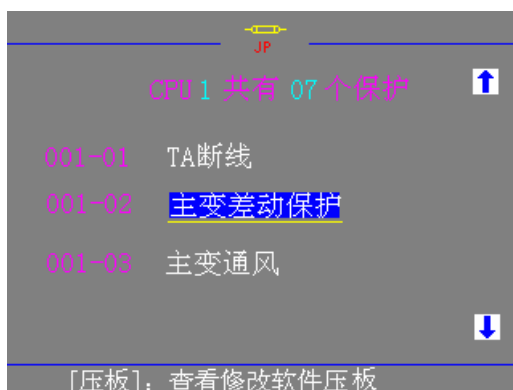 JP
CPU 1 共有 07 个保护
001-01 TA断线
001-02 主变差动保护
001-03 主变通风
[压板]：查看修改软件压板